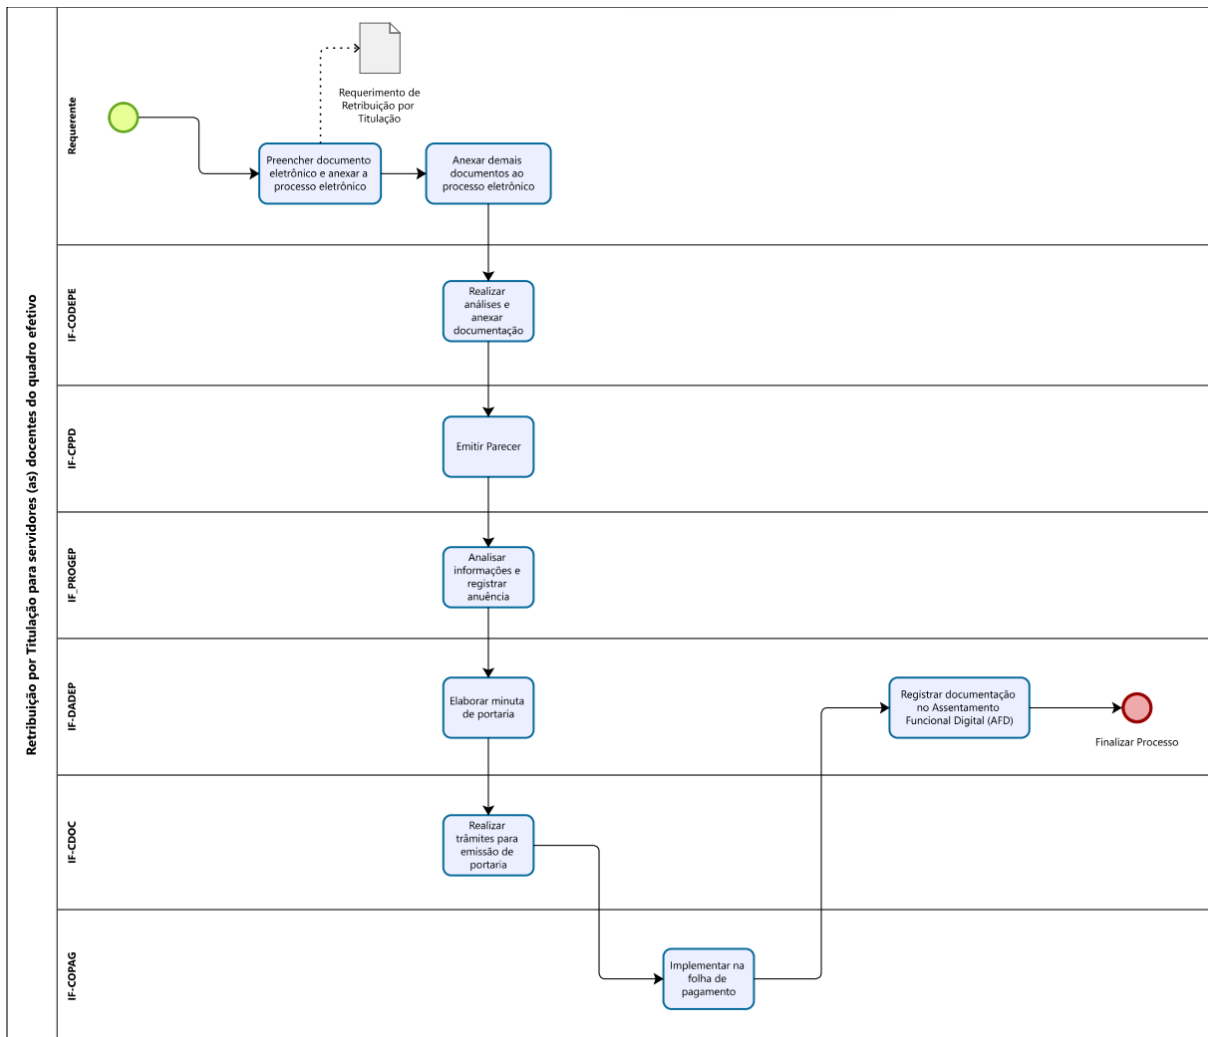 Retribuição por Titulação para servidores (as) docentes do quadro efetivo
Requerente
Requerimento de
Retribuição por
Titulação
Preencher documento
eletrônico e anexar a
processo eletrônico
Anexar demais
documentos ao
processo eletrônico
IF-CODEPE
Realizar
análises e
anexar
documentação
IF-CPPD
Emitir Parecer
IF_PROGEP
Analisar
informações e
registrar
anuência
IF-DADEP
Elaborar minuta
de portaria
Registrar documentação
no Assentamento
Funcional Digital (AFD)
Finalizar Processo
IF-CDOC
Realizar
trâmites para
emissão de
portaria
IF-COPAG
Implementar na
folha de
pagamento